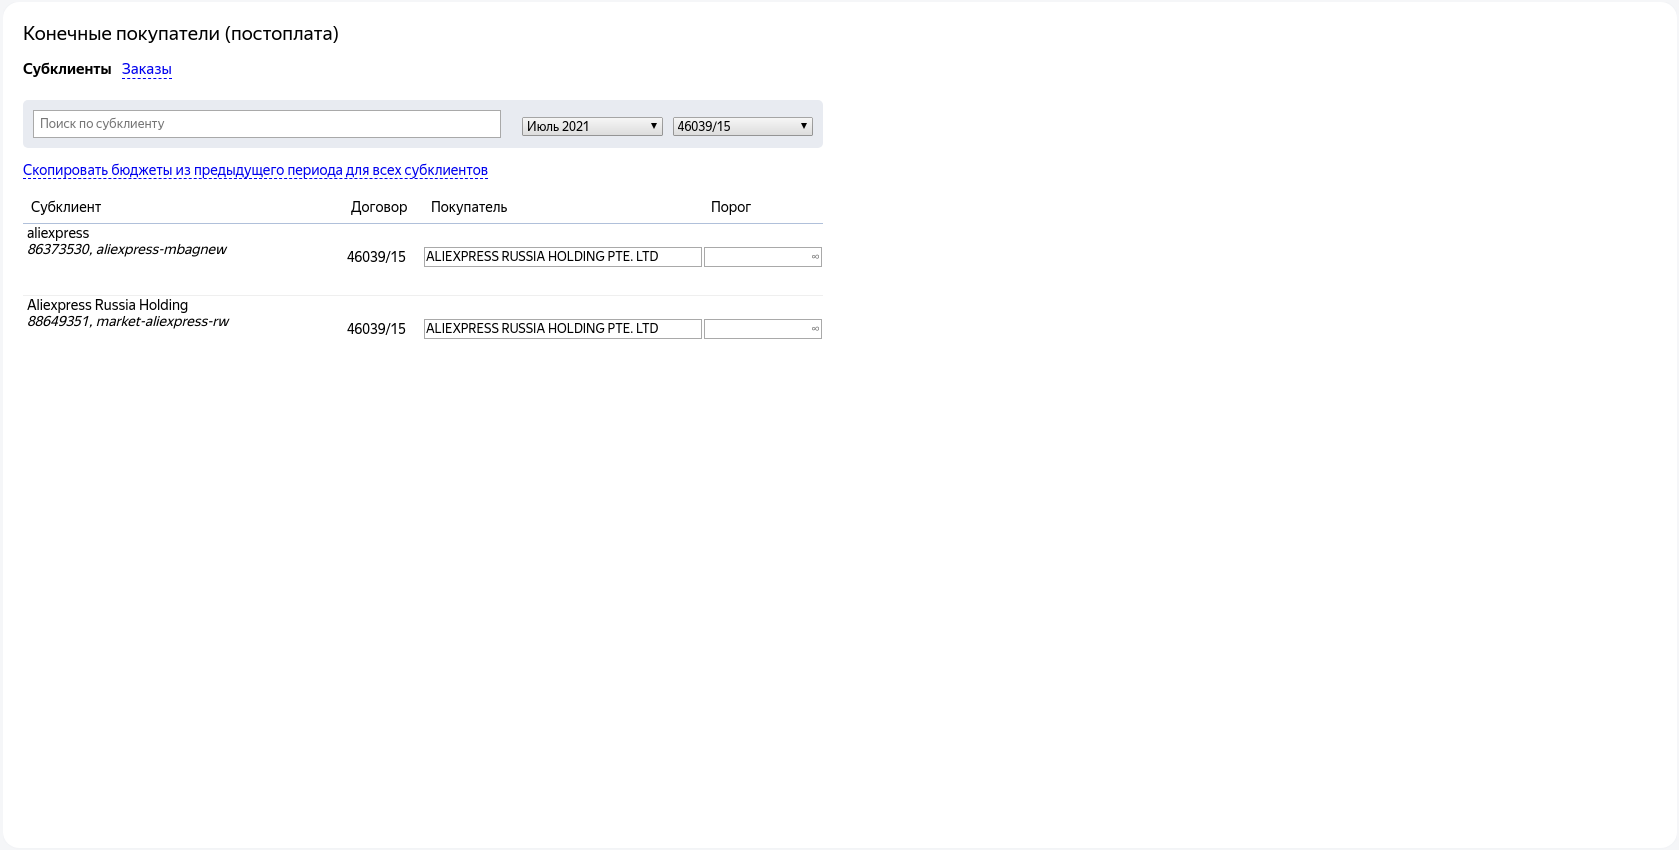 Конечные покупатели (постоплата)
Субклиенты Заказы
Поиск по субклиенту Июль 2021 ▼ 46039/15 ▼
Скопировать бюджеты из предыдущего периода для всех субклиентов
Субклиент Договор Покупатель Порог
aliexpress
86373530, aliexpress-mbagnew
46039/15 ALIEXPRESS RUSSIA HOLDING PTE. LTD ∞
Aliexpress Russia Holding
88649351, market-aliexpress-rw
46039/15 ALIEXPRESS RUSSIA HOLDING PTE. LTD ∞